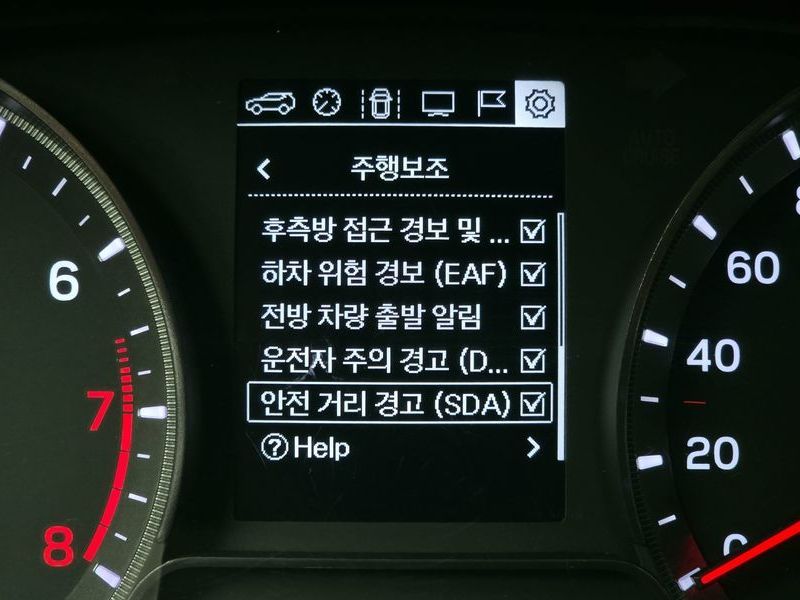 주행보조
후측방 접근 경보 및 ...
하차 위험 경보 (EAF)
전방 차량 출발 알림
운전자 주의 경고 (D...
안전 거리 경고 (SDA)
Help
6
7
8
60
40
20
0